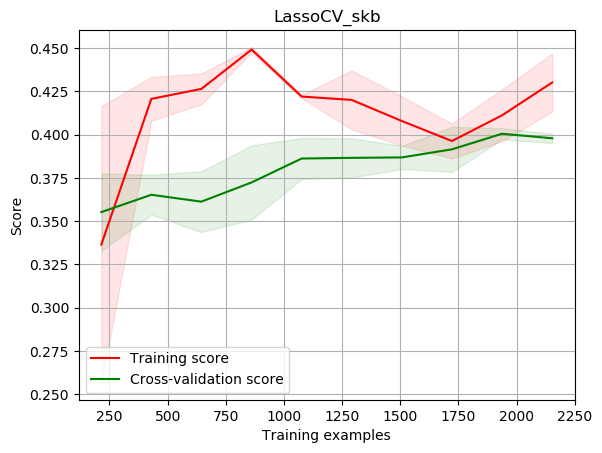 LassoCV_skb
0.450
0.425
0.400
0.375
0.350
0.325
0.300
0.275
0.250
Score
Training score
Cross-validation score
250 500 750 1000 1250 1500 1750 2000 2250
Training examples